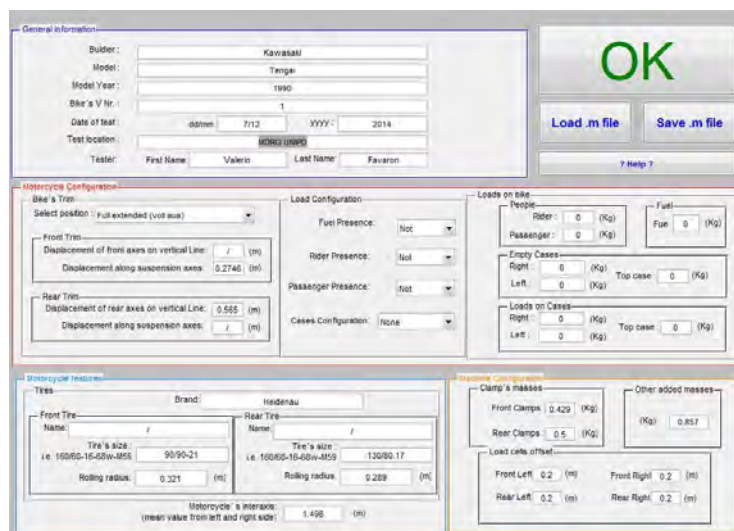 General Information
Buldier :
Kawasaki
Model :
Tengai
Model Year :
1990
Bike's V Nr. :
1
Date of test :
dd/mm
7/12
yyyy :
2014
Test location :
MDRG UNIPD
Tester:
First Name
Valerio
Last Name:
Favaron
OK
Load .m file
Save .m file
? Help ?
Motorcycle Configuration
Bike's Trim
Select position :
Full extended (voll aus)
Front Trim
Displacement of front axes on vertical Line:
/
(m)
Displacement along suspension axes:
0.2746
(m)
Rear Trim
Displacement of rear axes on vertical Line:
0.565
(m)
Displacement along suspension axes:
/
(m)
Load Configuration
Fuel Presence:
Not
Rider Presence:
Not
Passenger Presence:
Not
Cases Configuration:
None
Loads on bike
People
Rider :
0
(Kg)
Passenger :
0
(Kg)
Fuel
Fue
0
(Kg)
Empty Cases
Right :
0
(Kg)
Left :
0
(Kg)
Top case
0
(Kg)
Loads on Cases
Right :
0
(Kg)
Left :
0
(Kg)
Top case
0
(Kg)
Motorcycle features
Tires
Brand:
Heidenau
Front Tire
Name:
/
Tire's size :
i.e. 160/60-16-68w-M55
90/90-21
Rolling radius:
0.321
(m)
Rear Tire
Name:
/
Tire's size :
i.e. 160/60-16-68w-M59
130/80.17
Rolling radius:
0.289
(m)
Motorcycle's interaxis:
(mean value from left and right side)
1.496
(m)
Machine Configuration
Clamp's masses
Front Clamps
0.429
(Kg)
Rear Clamps
0.5
(Kg)
Other added masses
(Kg)
0.857
Load cells offset
Front Left
0.2
(m)
Front Right
0.2
(m)
Rear Left
0.2
(m)
Rear Right
0.2
(m)